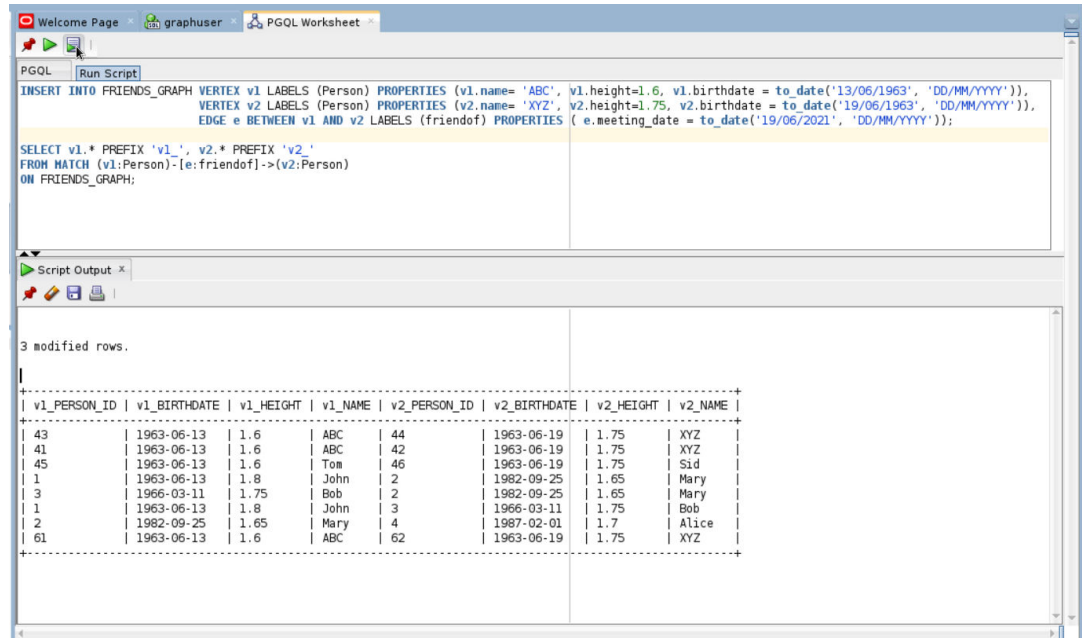 Welcome Page graphuser PGQL Worksheet
PGQL Run Script
INSERT INTO FRIENDS_GRAPH VERTEX v1 LABELS (Person) PROPERTIES (v1.name= 'ABC', v1.height=1.6, v1.birthdate = to_date('13/06/1963', 'DD/MM/YYYY')),
VERTEX v2 LABELS (Person) PROPERTIES (v2.name= 'XYZ', v2.height=1.75, v2.birthdate = to_date('19/06/1963', 'DD/MM/YYYY')),
EDGE e BETWEEN v1 AND v2 LABELS (friendof) PROPERTIES ( e.meeting_date = to_date('19/06/2021', 'DD/MM/YYYY'));
SELECT v1.* PREFIX 'v1_', v2.* PREFIX 'v2_'
FROM MATCH (v1:Person)-[e:friendof]->(v2:Person)
ON FRIENDS_GRAPH;
Script Output
3 modified rows.
+---------------------------------------------------------------------------------------------------------+
| v1_PERSON_ID | v1_BIRTHDATE | v1_HEIGHT | v1_NAME | v2_PERSON_ID | v2_BIRTHDATE | v2_HEIGHT | v2_NAME |
+---------------------------------------------------------------------------------------------------------+
| 43 | 1963-06-13 | 1.6 | ABC | 44 | 1963-06-19 | 1.75 | XYZ |
| 41 | 1963-06-13 | 1.6 | ABC | 42 | 1963-06-19 | 1.75 | XYZ |
| 45 | 1963-06-13 | 1.6 | Tom | 46 | 1963-06-19 | 1.75 | Sid |
| 1 | 1963-06-13 | 1.8 | John | 2 | 1982-09-25 | 1.65 | Mary |
| 3 | 1966-03-11 | 1.75 | Bob | 2 | 1982-09-25 | 1.65 | Mary |
| 1 | 1963-06-13 | 1.8 | John | 3 | 1966-03-11 | 1.75 | Bob |
| 2 | 1982-09-25 | 1.65 | Mary | 4 | 1987-02-01 | 1.7 | Alice |
| 61 | 1963-06-13 | 1.6 | ABC | 62 | 1963-06-19 | 1.75 | XYZ |
+---------------------------------------------------------------------------------------------------------+